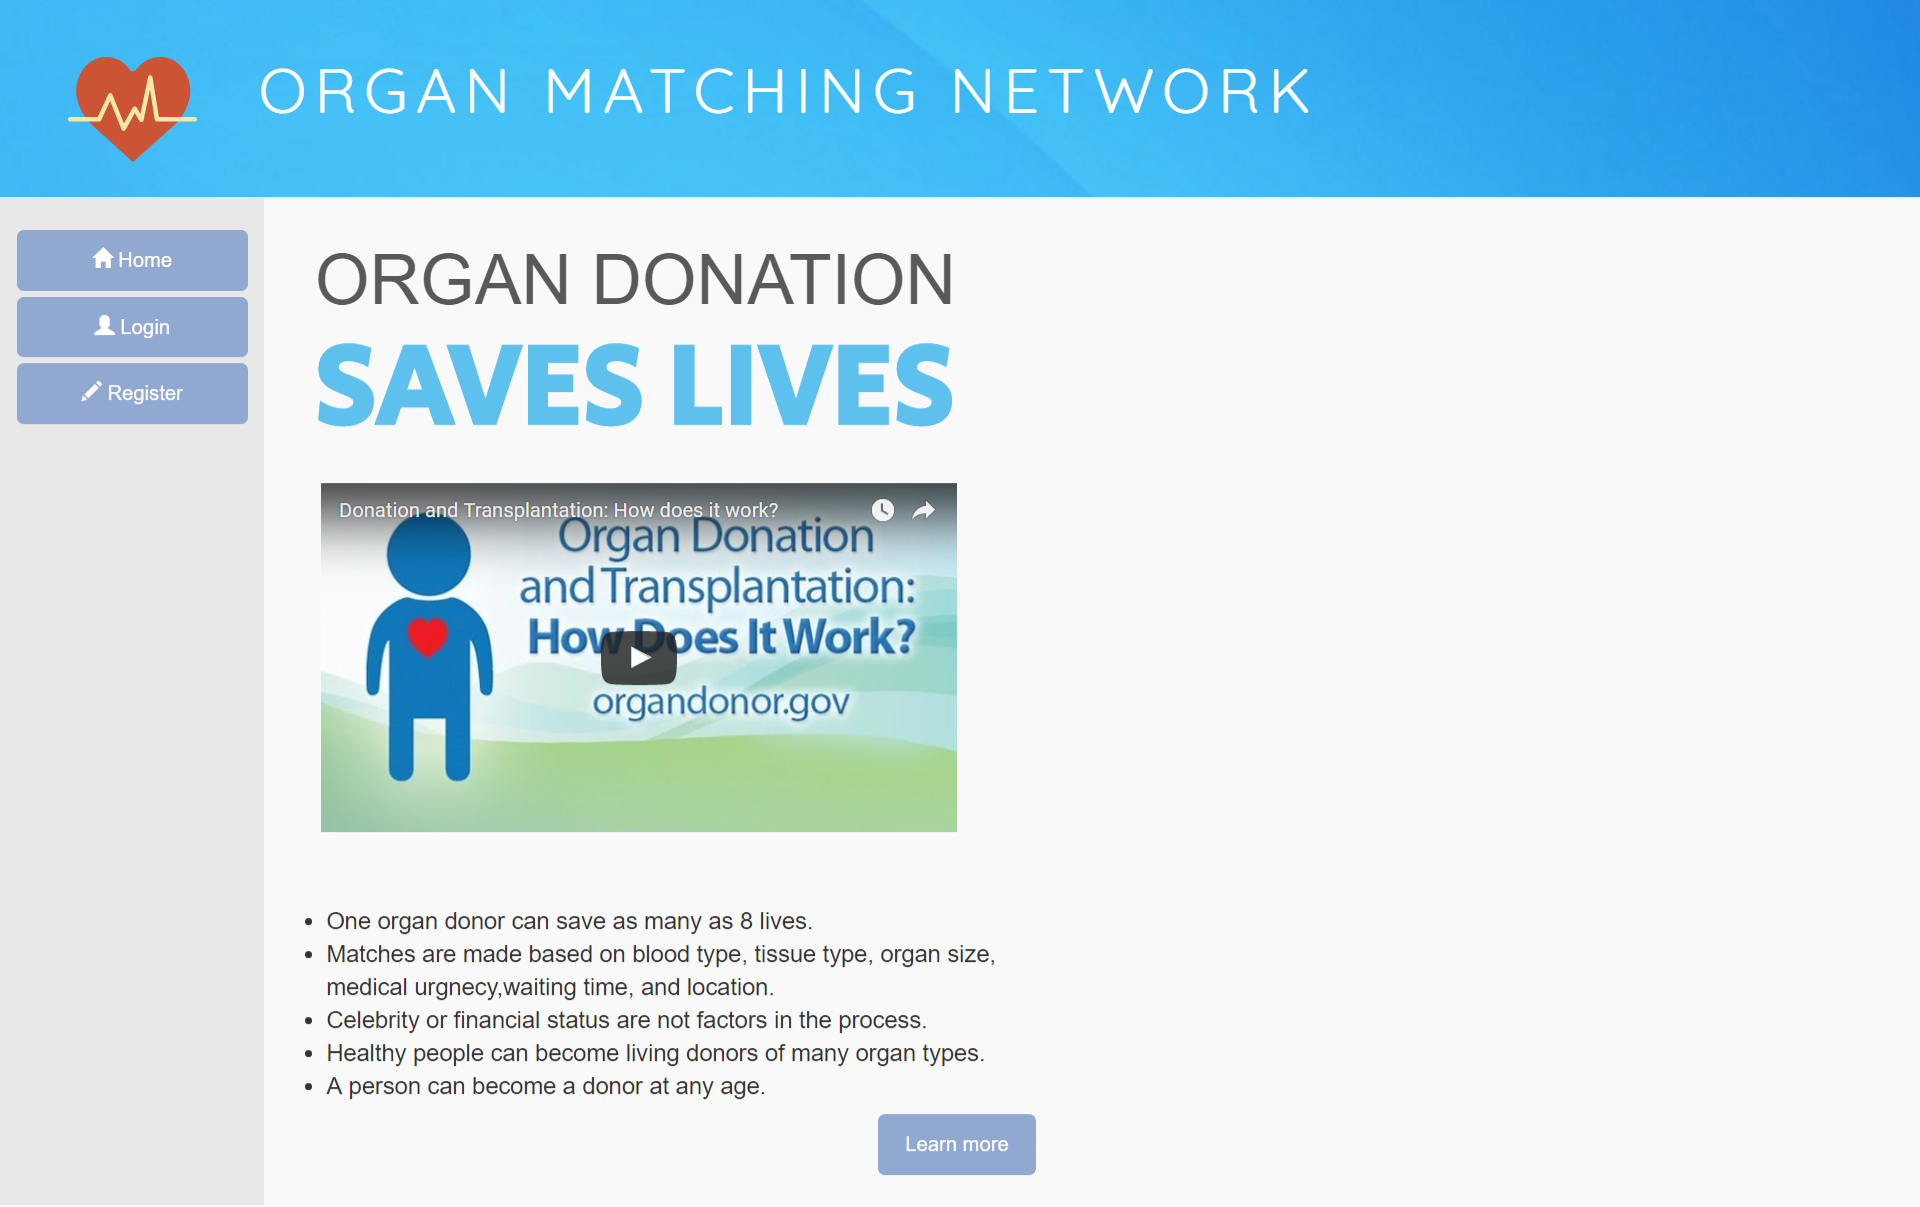 ORGAN MATCHING NETWORK
Home
Login
Register
ORGAN DONATION
SAVES LIVES
Donation and Transplantation: How does it work?
Organ Donation
and Transplantation:
How Does It Work?
organdonor.gov
One organ donor can save as many as 8 lives.
Matches are made based on blood type, tissue type, organ size,
medical urgnecy,waiting time, and location.
Celebrity or financial status are not factors in the process.
Healthy people can become living donors of many organ types.
A person can become a donor at any age.
Learn more